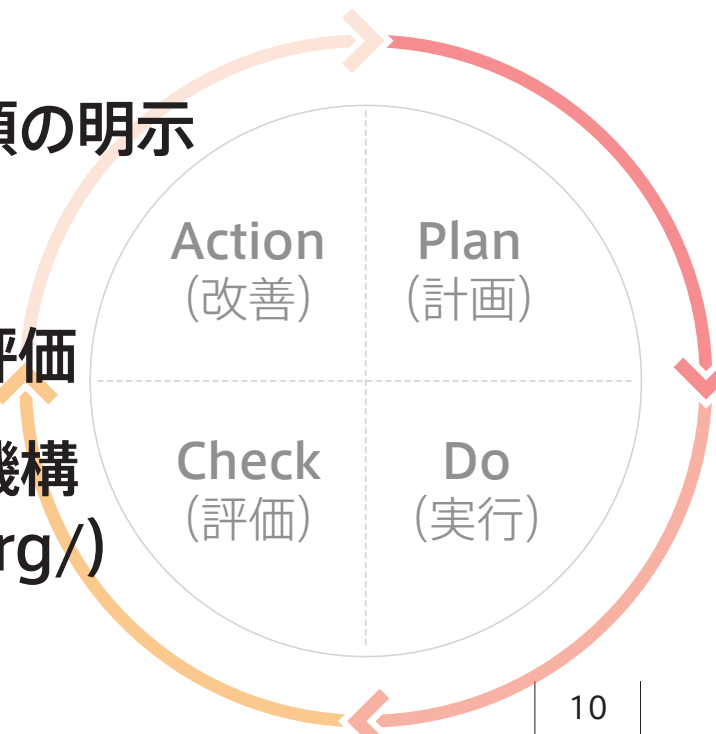 の明示
Action
(改善)
Plan
(計画)
評価
機構
rg/)
Check
(評価)
Do
(実行)
10